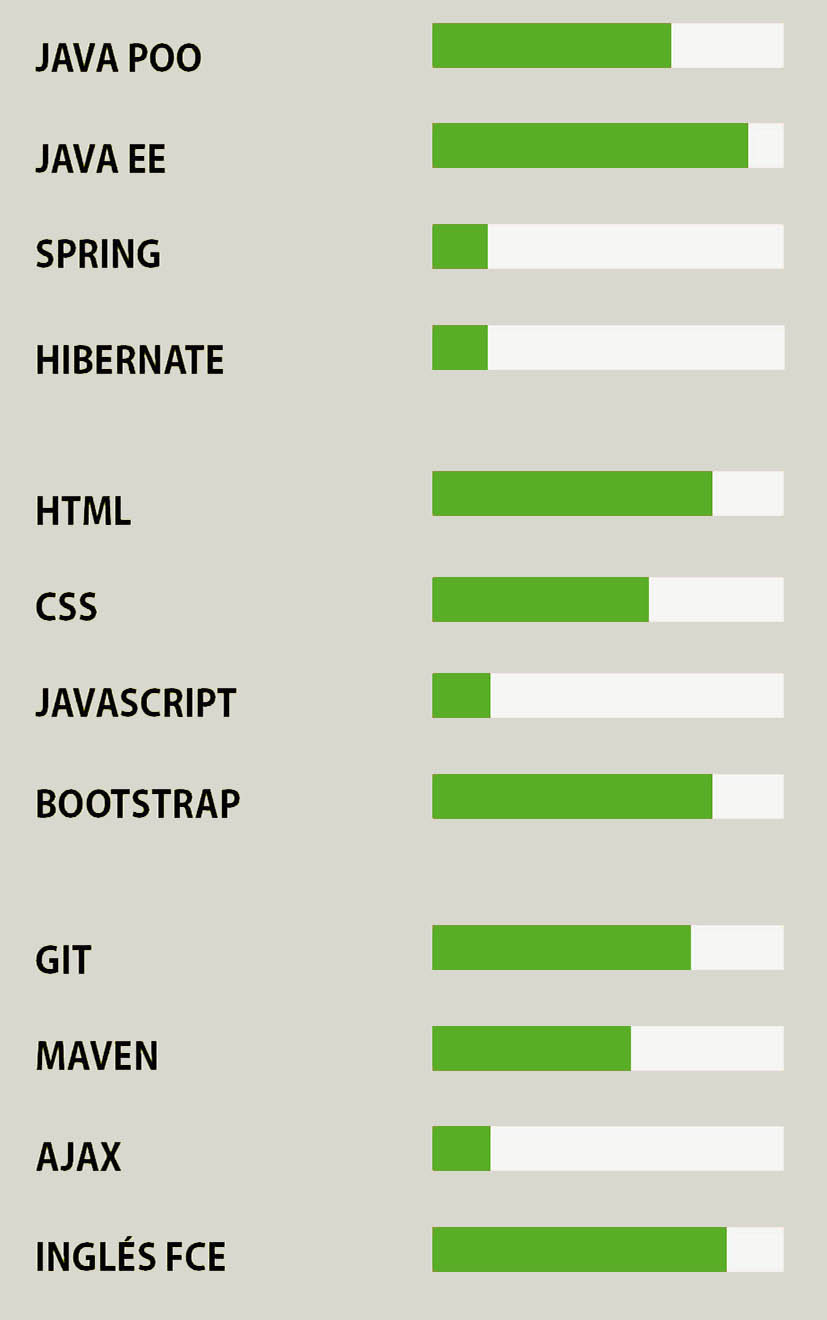 JAVA POO
JAVA EE
SPRING
HIBERNATE
HTML
CSS
JAVASCRIPT
BOOTSTRAP
GIT
MAVEN
AJAX
INGLÉS FCE